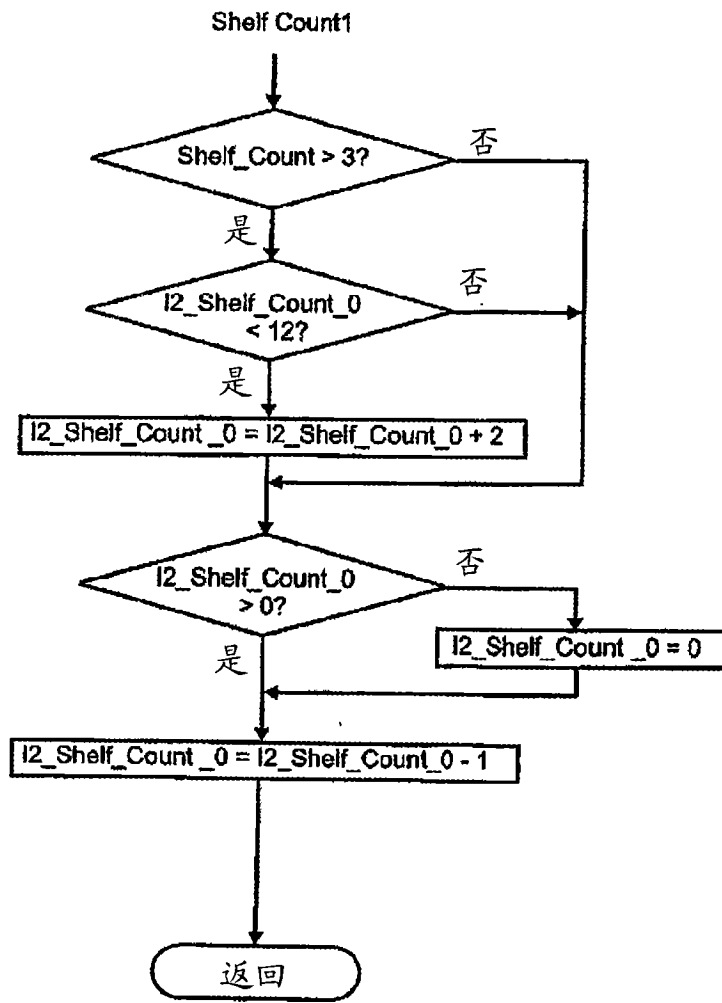 Shelf Count1
Shelf_Count > 3?
否
是
I2_Shelf_Count_0
< 12?
否
是
I2_Shelf_Count _0 = I2_Shelf_Count_0 + 2
I2_Shelf_Count_0
> 0?
否
I2_Shelf_Count _0 = 0
是
I2_Shelf_Count _0 = I2_Shelf_Count_0 - 1
返回